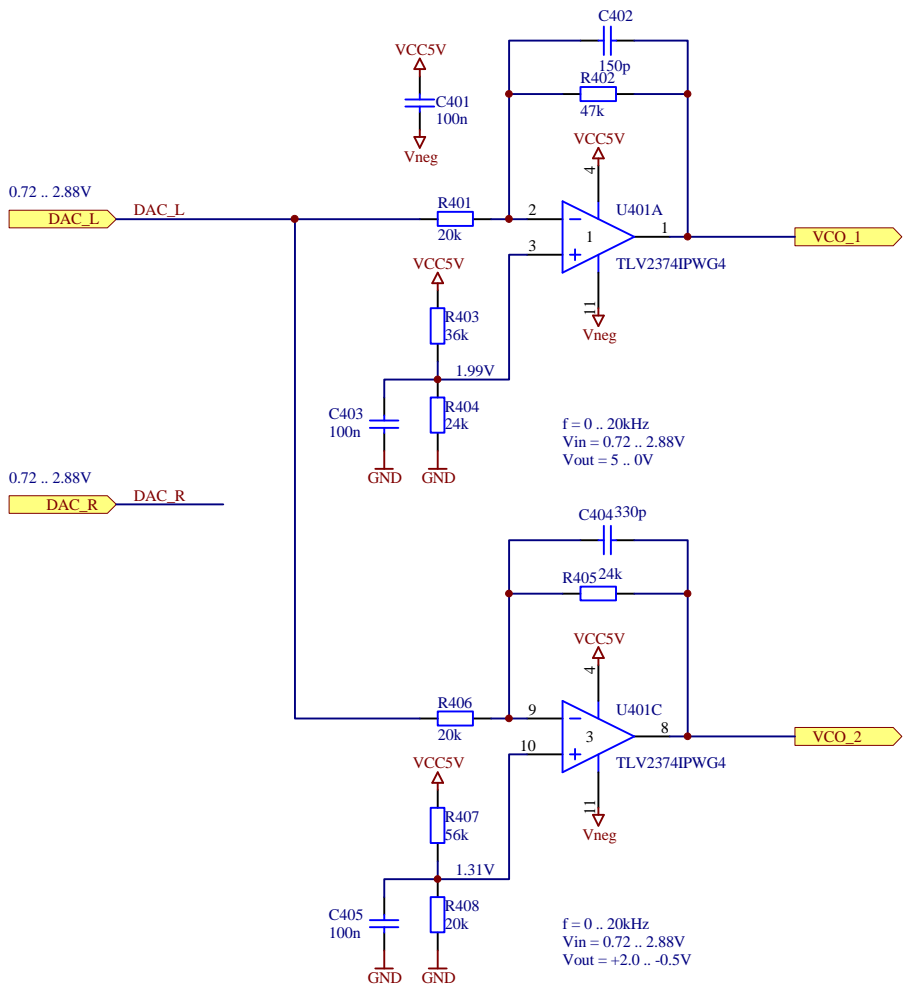 C402
150p
R402
47k
VCC5V
C401
100n
Vneg
VCC5V
4
0.72 .. 2.88V
DAC_L
DAC_L
R401
20k
2
3
1
U401A
1
TLV2374IPWG4
VCO_1
11
Vneg
VCC5V
R403
36k
1.99V
C403
100n
R404
24k
GND
GND
f = 0 .. 20kHz
Vin = 0.72 .. 2.88V
Vout = 5 .. 0V
0.72 .. 2.88V
DAC_R
DAC_R
C404
330p
R405
24k
VCC5V
4
R406
20k
9
10
3
U401C
8
TLV2374IPWG4
VCO_2
11
Vneg
VCC5V
R407
56k
1.31V
C405
100n
R408
20k
GND
GND
f = 0 .. 20kHz
Vin = 0.72 .. 2.88V
Vout = +2.0 .. -0.5V